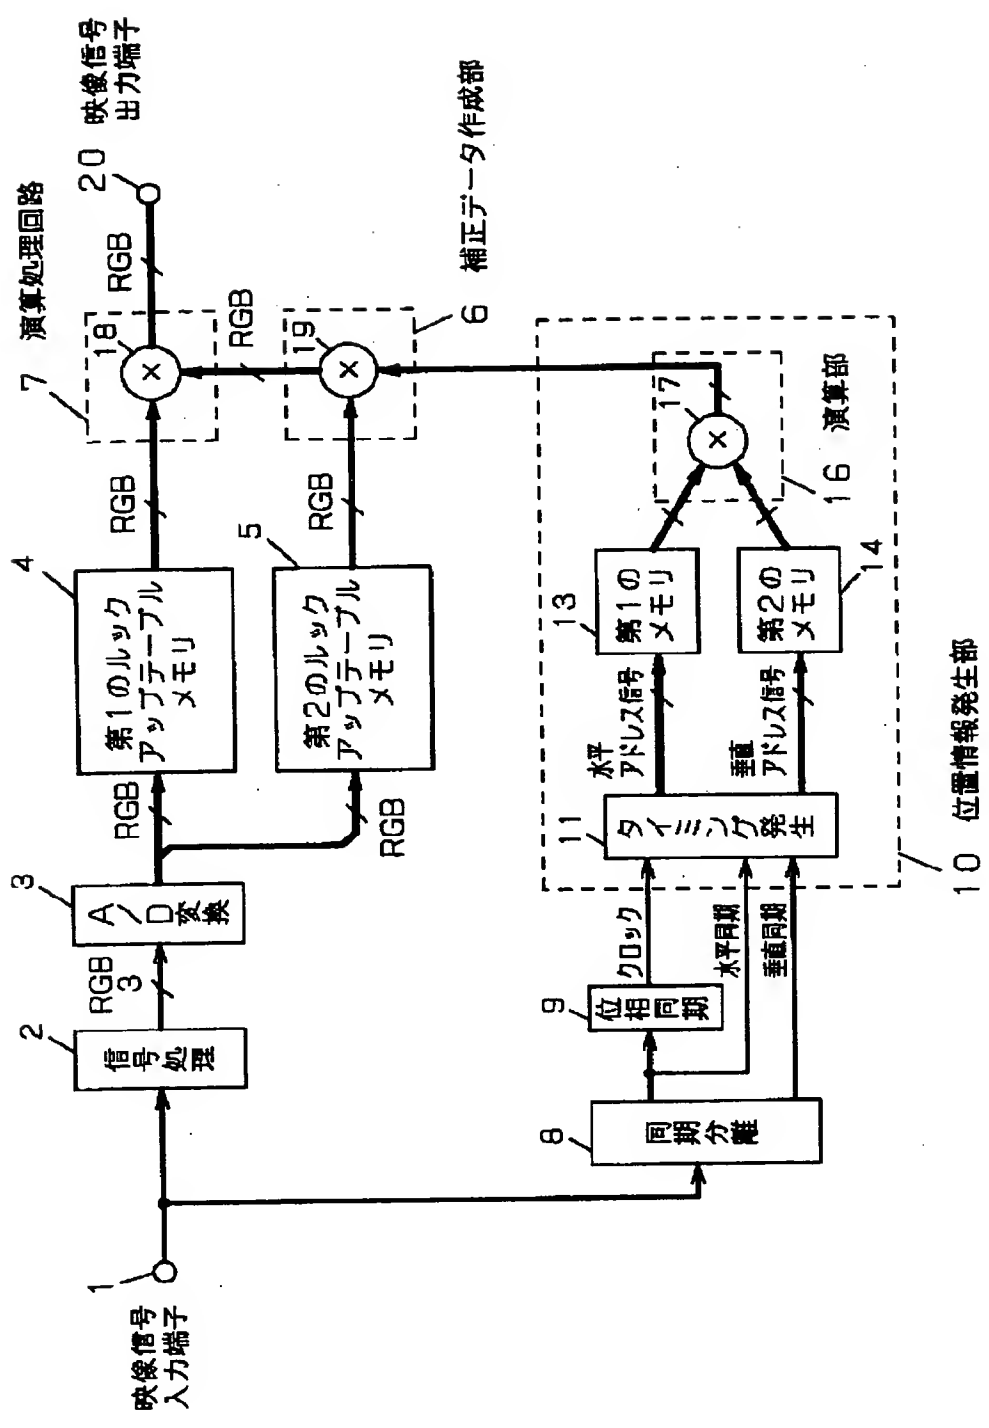 1
映像信号
入力端子
2
信号処理
RGB
3
3
A/D変換
RGB
RGB
4
第1のルック
アップテーブル
メモリ
RGB
5
第2のルック
アップテーブル
メモリ
RGB
7
演算処理回路
18
×
RGB
20
映像信号
出力端子
RGB
19
×
6
補正データ作成部
8
同期分離
9
位相同期
クロック
水平同期
垂直同期
11
タイミング発生
水平
アドレス信号
垂直
アドレス信号
13
第1の
メモリ
第2の
メモリ
14
17
×
16
演算部
10
位置情報発生部